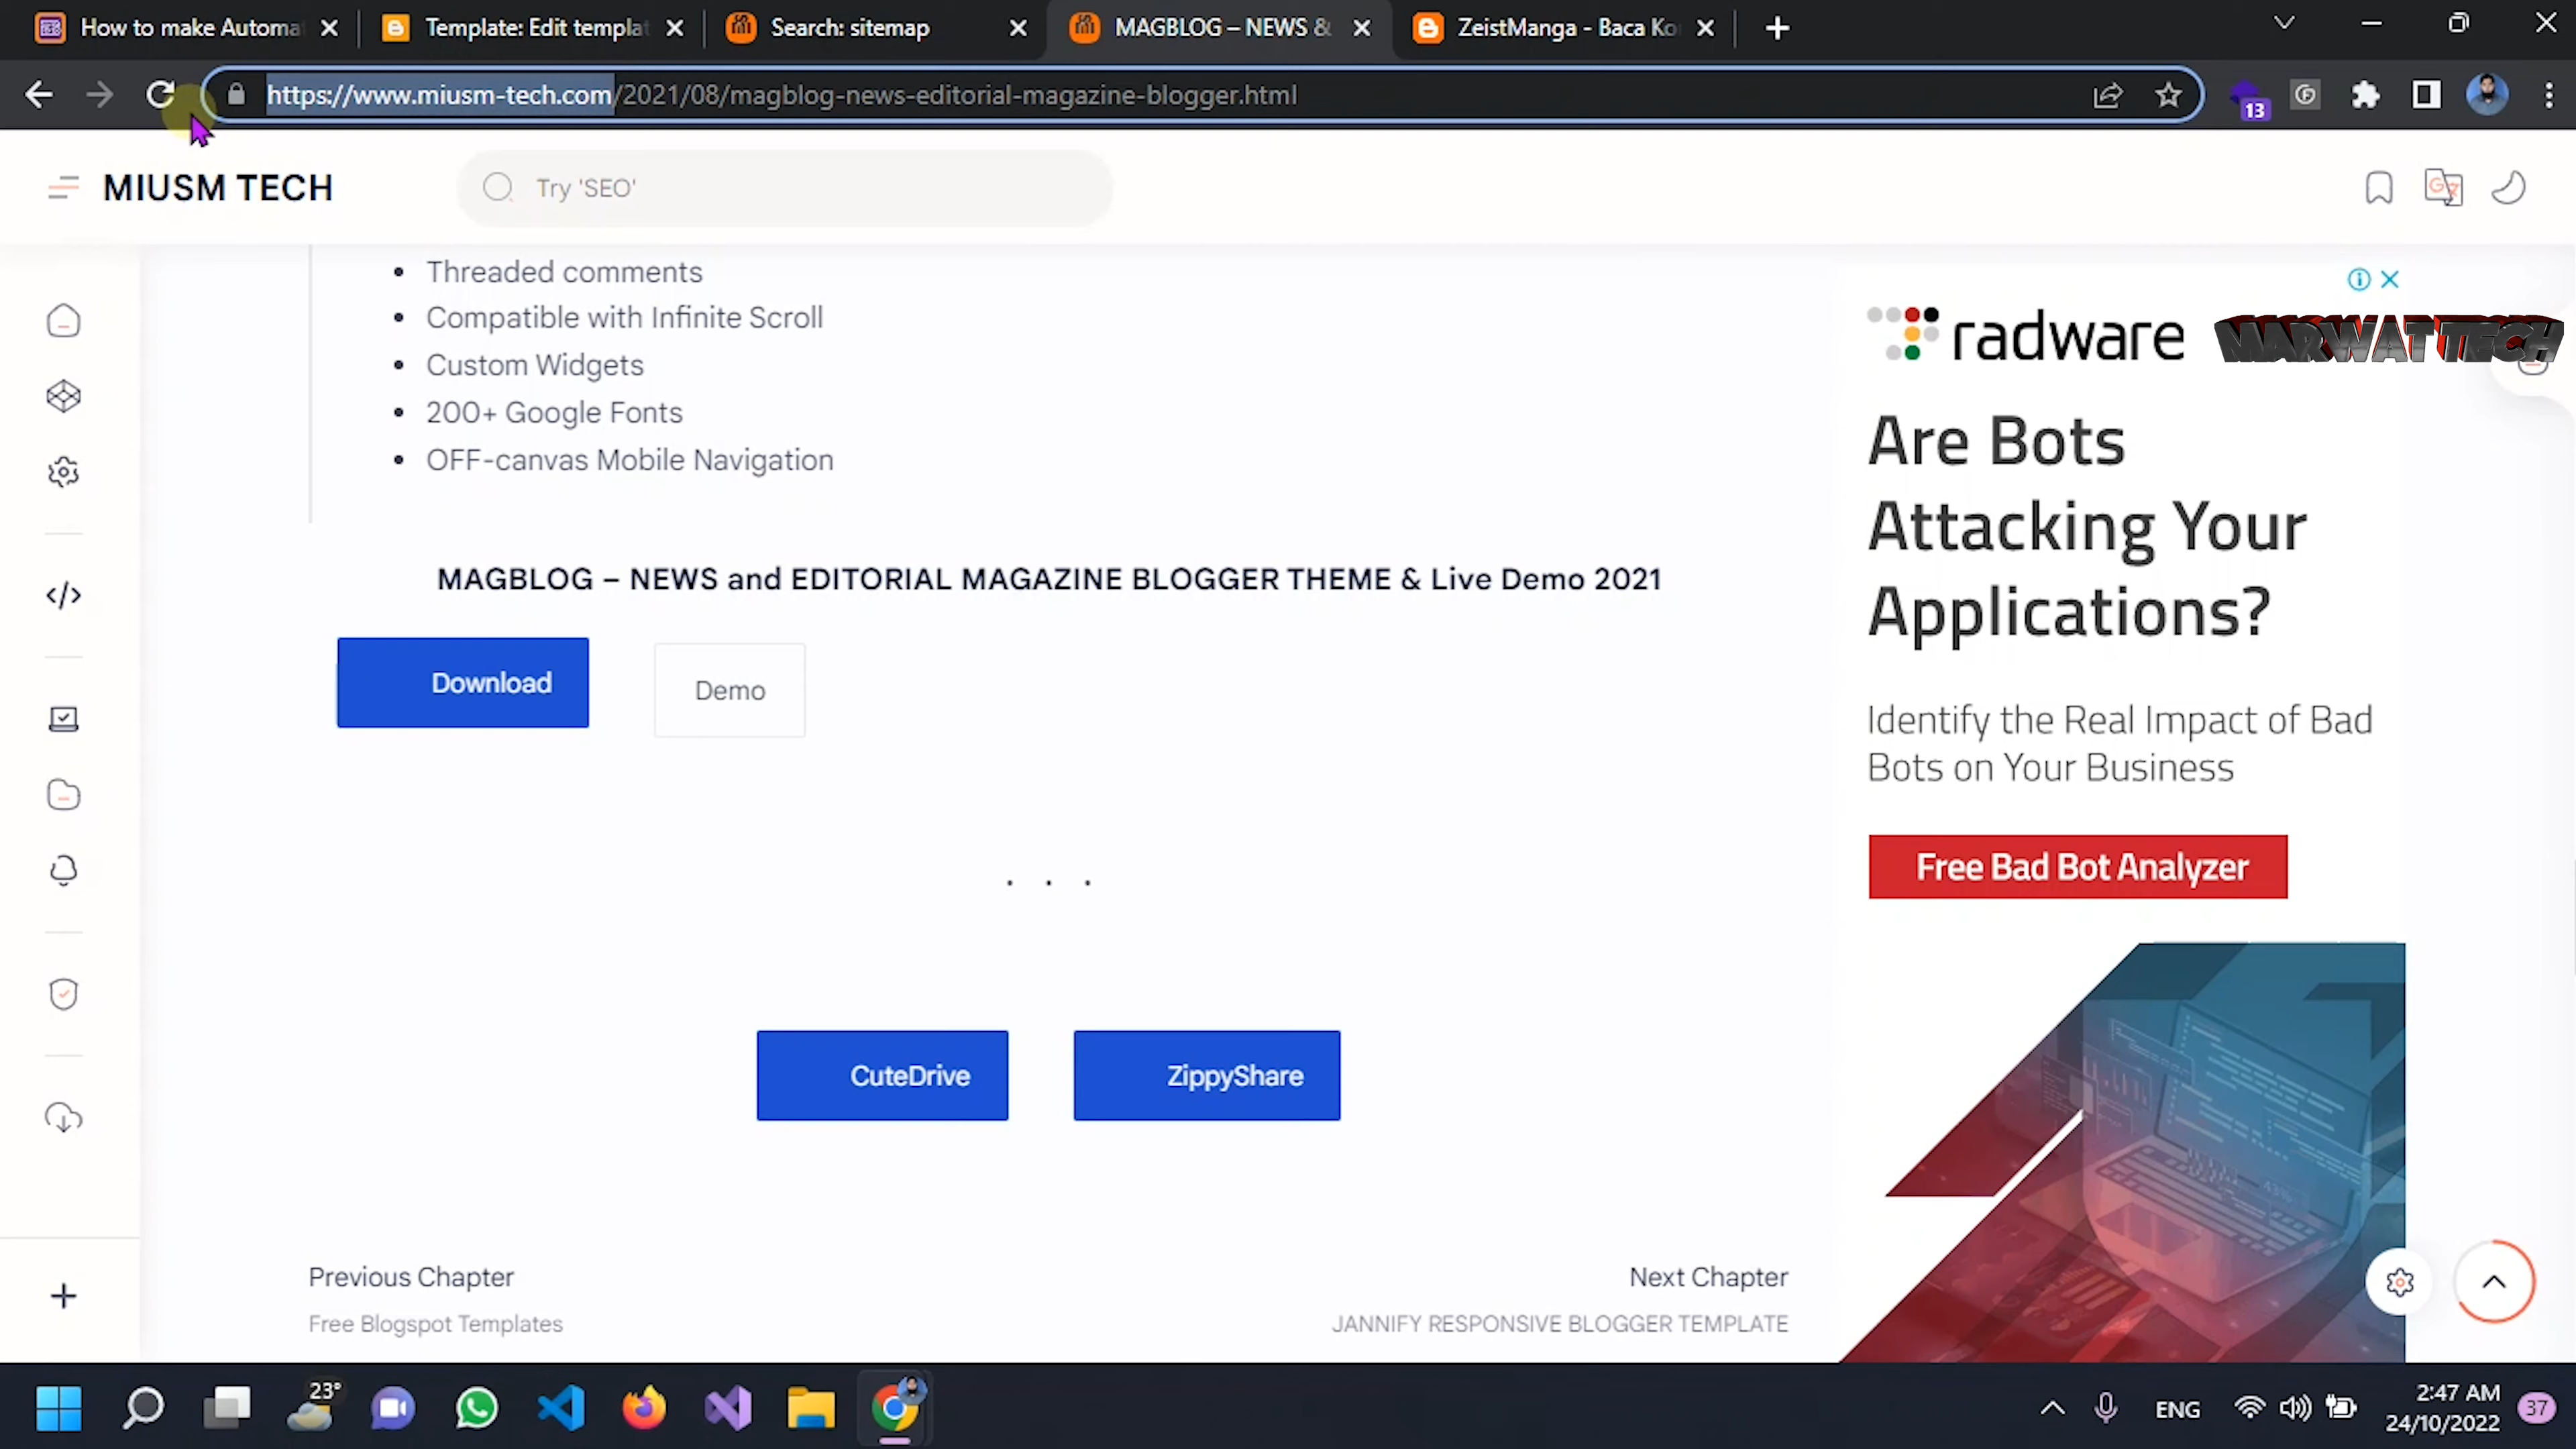 How to make Automa
Template: Edit templat
Search: sitemap
MAGBLOG – NEWS &
ZeistManga - Baca Ko
https://www.miusm-tech.com/2021/08/magblog-news-editorial-magazine-blogger.html
13
MIUSM TECH
Try 'SEO'
• Threaded comments
• Compatible with Infinite Scroll
• Custom Widgets
• 200+ Google Fonts
• OFF-canvas Mobile Navigation
MAGBLOG – NEWS and EDITORIAL MAGAZINE BLOGGER THEME & Live Demo 2021
Download
Demo
. . .
CuteDrive
ZippyShare
Previous Chapter
Free Blogspot Templates
Next Chapter
JANNIFY RESPONSIVE BLOGGER TEMPLATE
radware
MARWAT TECH
Are Bots
Attacking Your
Applications?
Identify the Real Impact of Bad
Bots on Your Business
Free Bad Bot Analyzer
23°
ENG
2:47 AM
24/10/2022
37